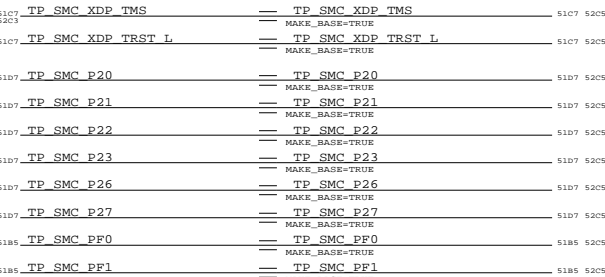 51C7 TP_SMC_XDP_TMS TP_SMC_XDP_TMS 51C7 52C5
52C3 MAKE_BASE=TRUE
51C7 TP_SMC_XDP_TRST_L TP_SMC_XDP_TRST_L 51C7 52C5
MAKE_BASE=TRUE
51D7 TP_SMC_P20 TP_SMC_P20 51D7 52C5
MAKE_BASE=TRUE
51D7 TP_SMC_P21 TP_SMC_P21 51D7 52C5
MAKE_BASE=TRUE
51D7 TP_SMC_P22 TP_SMC_P22 51D7 52C5
MAKE_BASE=TRUE
51D7 TP_SMC_P23 TP_SMC_P23 51D7 52C5
MAKE_BASE=TRUE
51D7 TP_SMC_P26 TP_SMC_P26 51D7 52C5
MAKE_BASE=TRUE
51D7 TP_SMC_P27 TP_SMC_P27 51D7 52C5
MAKE_BASE=TRUE
51B5 TP_SMC_PF0 TP_SMC_PF0 51B5 52C5
MAKE_BASE=TRUE
51B5 TP_SMC_PF1 TP_SMC_PF1 51B5 52C5